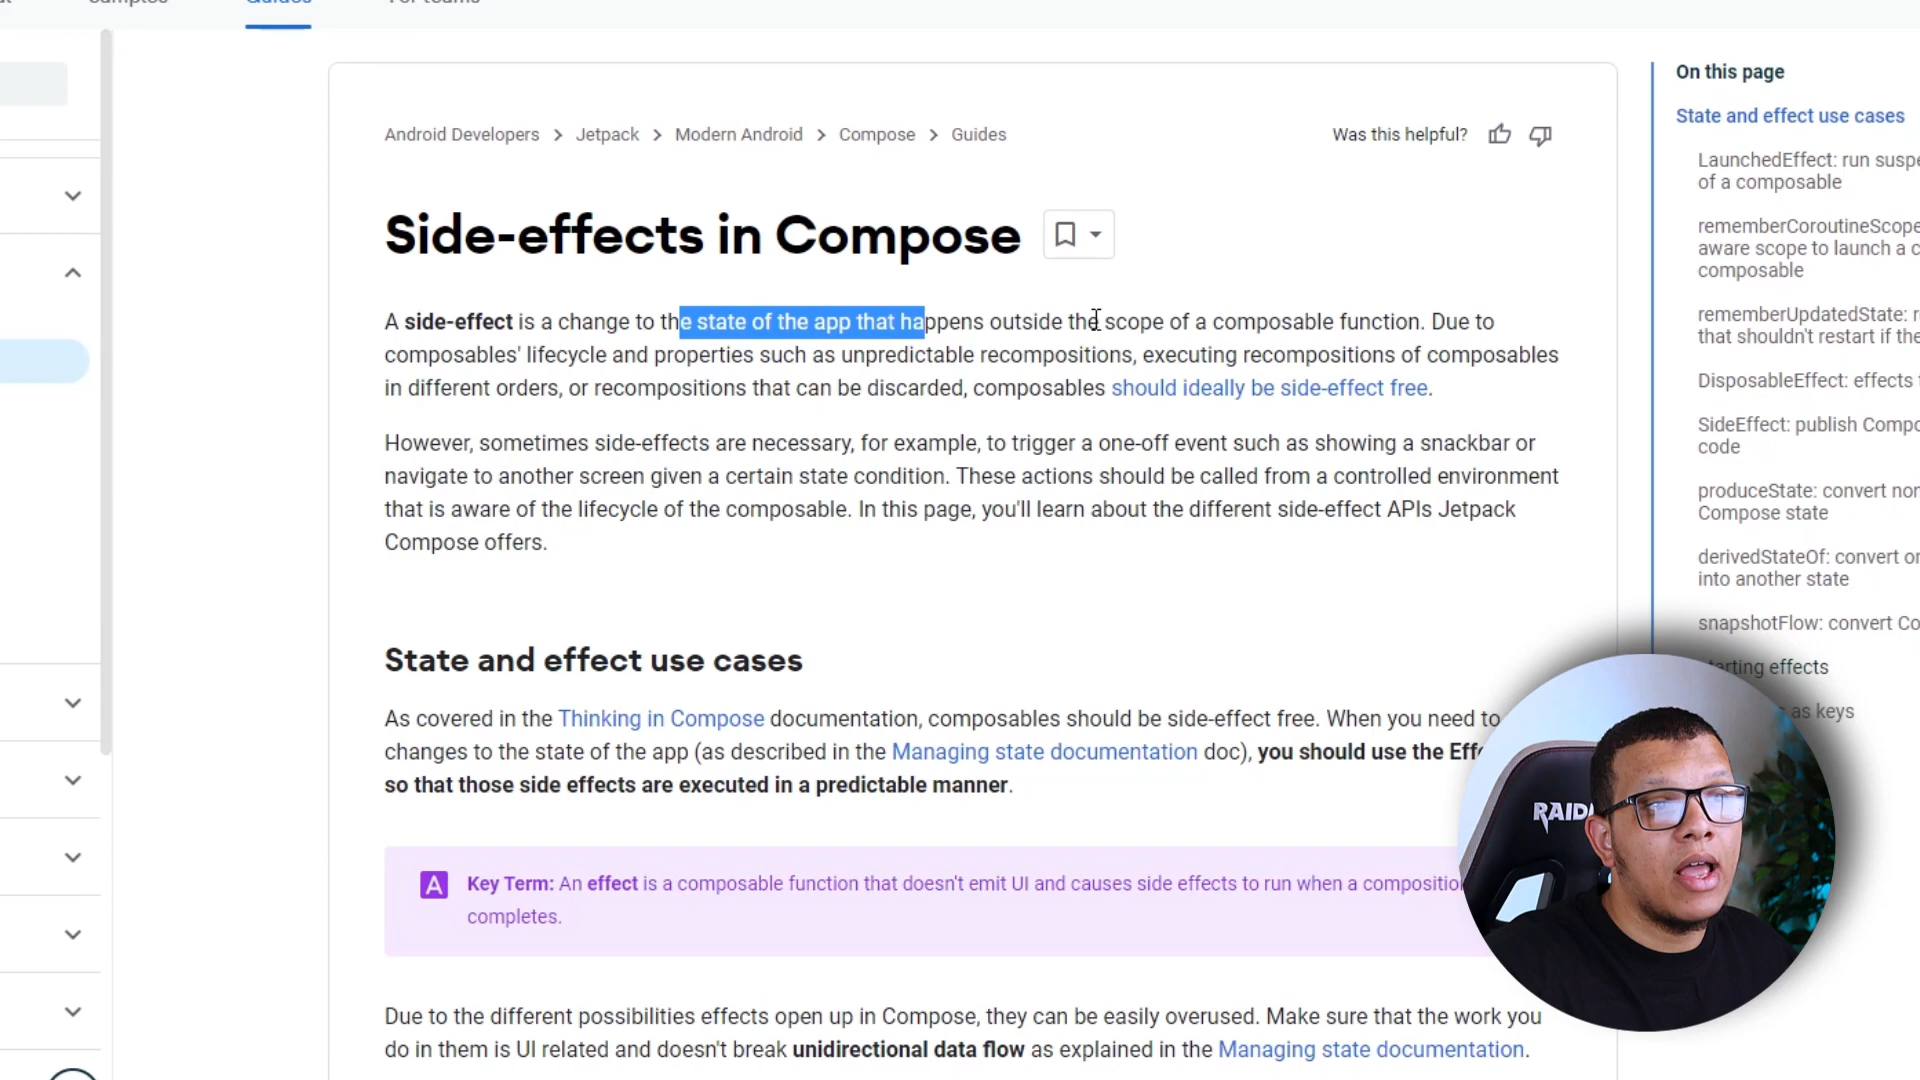 Guides
On this page
State and effect use cases
Android Developers > Jetpack > Modern Android > Compose > Guides
Was this helpful?
LaunchedEffect: run
of a composable
Side-effects in Compose
rememberCoroutineScope
aware scope to launch a
composable
A side-effect is a change to the state of the app that happens outside the scope of a composable function. Due to
composables' lifecycle and properties such as unpredictable recompositions, executing recompositions of composables
in different orders, or recompositions that can be discarded, composables should ideally be side-effect free.
rememberUpdatedState:
that shouldn't restart if the
DisposableEffect: effects
SideEffect: publish
code
However, sometimes side-effects are necessary, for example, to trigger a one-off event such as showing a snackbar or
navigate to another screen given a certain state condition. These actions should be called from a controlled environment
that is aware of the lifecycle of the composable. In this page, you'll learn about the different side-effect APIs Jetpack
Compose offers.
produceState: convert
Compose state
derivedStateOf: convert
into another state
snapshotFlow: convert
State and effect use cases
effects
as keys
As covered in the Thinking in Compose documentation, composables should be side-effect free. When you need to
changes to the state of the app (as described in the Managing state documentation doc), you should use the
so that those side effects are executed in a predictable manner.
A Key Term: An effect is a composable function that doesn't emit UI and causes side effects to run when a
completes.
Due to the different possibilities effects open up in Compose, they can be easily overused. Make sure that the work you
do in them is UI related and doesn't break unidirectional data flow as explained in the Managing state documentation.